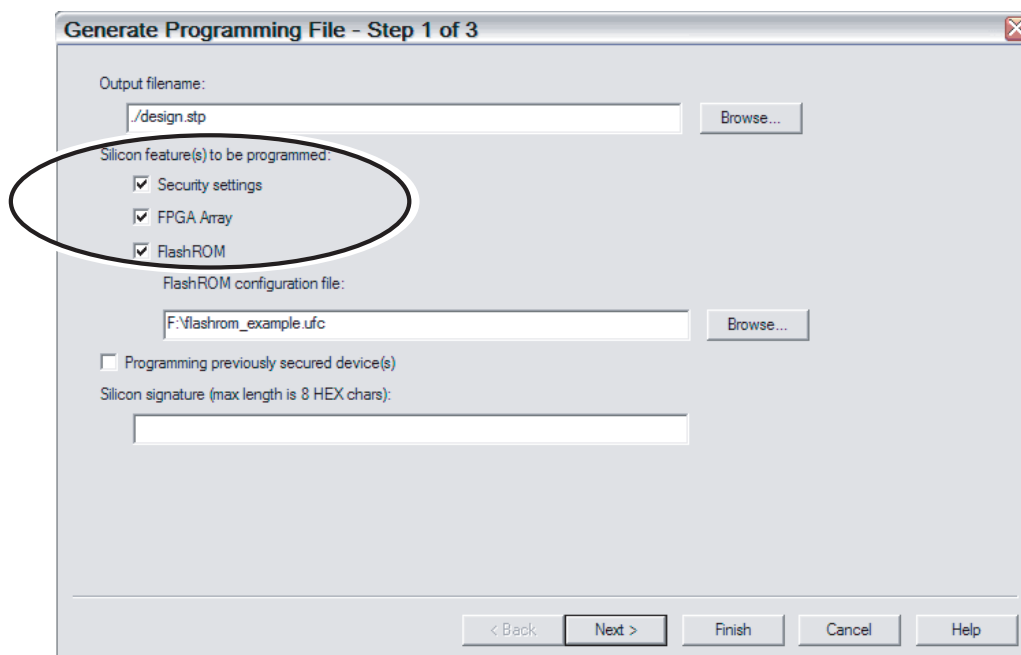 Generate Programming File - Step 1 of 3
Output filename:
./design.stp
Browse...
Silicon feature(s) to be programmed:
Security settings
FPGA Array
FlashROM
FlashROM configuration file:
F:\flashrom_example.ufc
Browse...
Programming previously secured device(s)
Silicon signature (max length is 8 HEX chars):
< Back Next > Finish Cancel Help